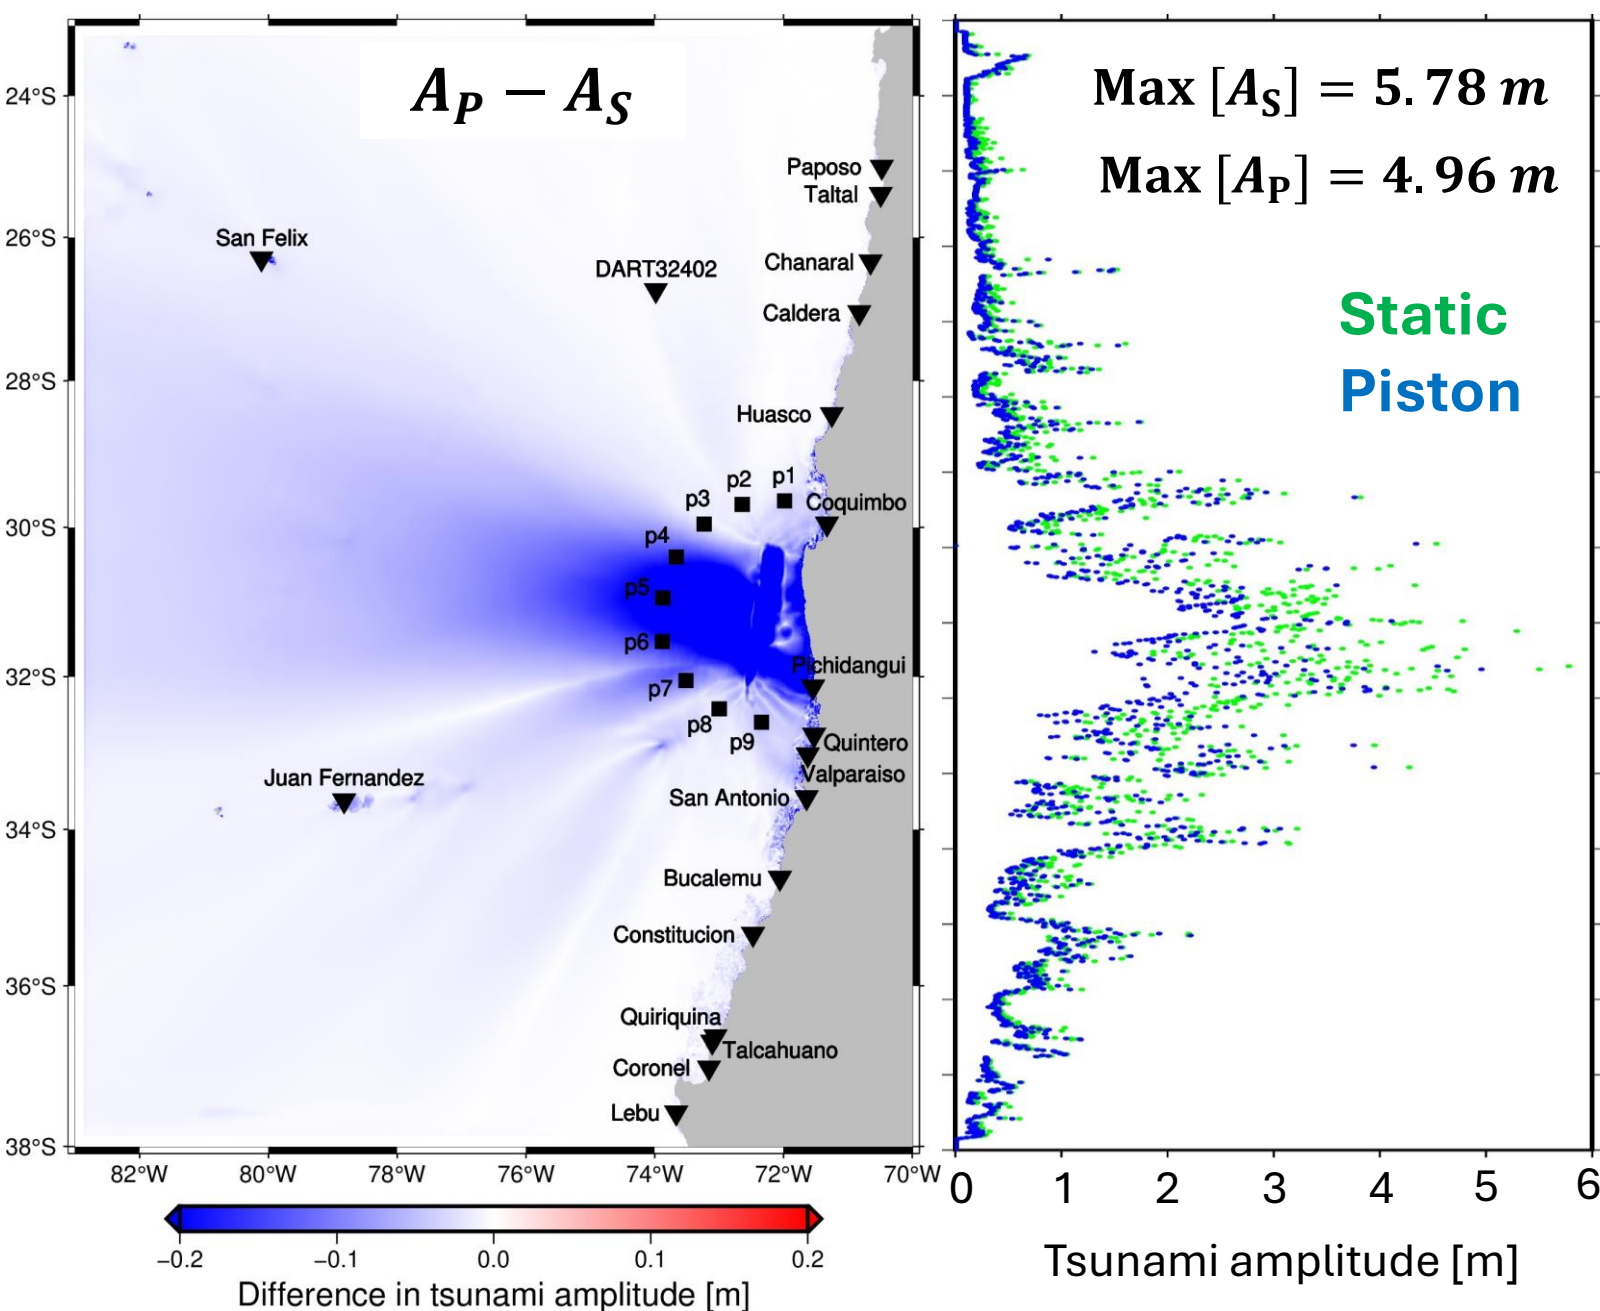 A_P − A_S
24°S
26°S
28°S
30°S
32°S
34°S
36°S
38°S
82°W
80°W
78°W
76°W
74°W
72°W
70°W
Paposo
Taltal
San Felix
DART32402
Chanaral
Caldera
Huasco
p1
p2
p3
Coquimbo
p4
p5
p6
Pichidangui
p7
p8
p9
Quintero
Valparaiso
Juan Fernandez
San Antonio
Bucalemu
Constitucion
Quiriquina
Talcahuano
Coronel
Lebu
−0.2
−0.1
0.0
0.1
0.2
Difference in tsunami amplitude [m]
Max [A_S] = 5.78 m
Max [A_P] = 4.96 m
Static
Piston
0
1
2
3
4
5
6
Tsunami amplitude [m]